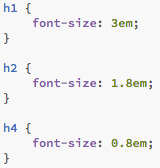 h1 {
    font-size: 3em;
}
h2 {
    font-size: 1.8em;
}
h4 {
    font-size: 0.8em;
}